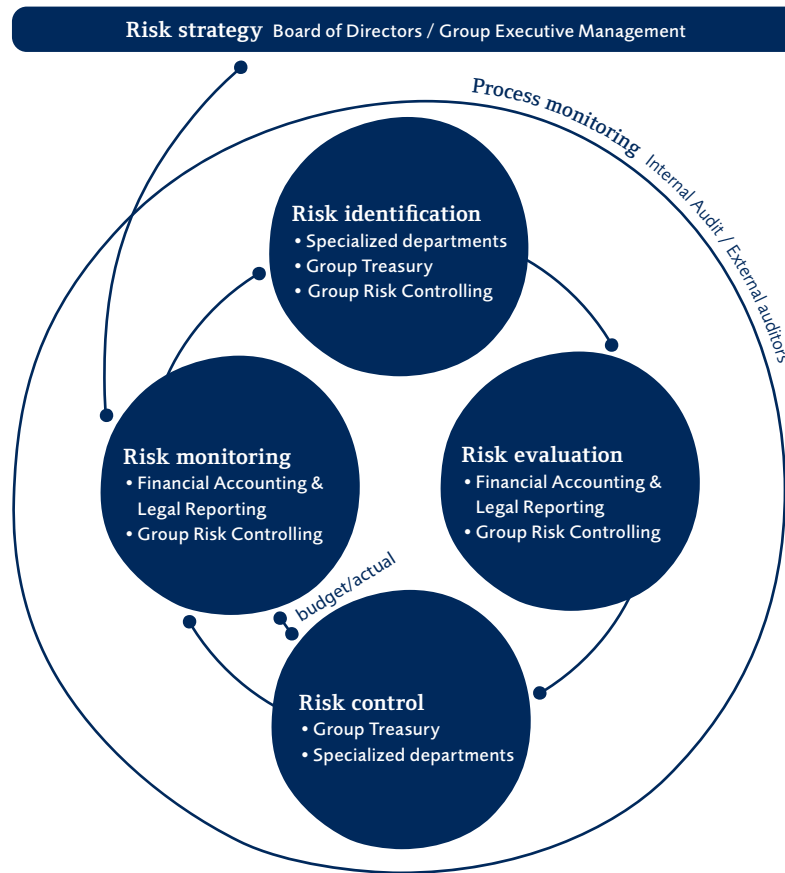 Risk strategy Board of Directors / Group Executive Management
Process monitoring Internal Audit / External auditors
Risk identification
• Specialized departments
• Group Treasury
• Group Risk Controlling
Risk monitoring
• Financial Accounting &
Legal Reporting
• Group Risk Controlling
Risk evaluation
• Financial Accounting &
Legal Reporting
• Group Risk Controlling
budget/actual
Risk control
• Group Treasury
• Specialized departments